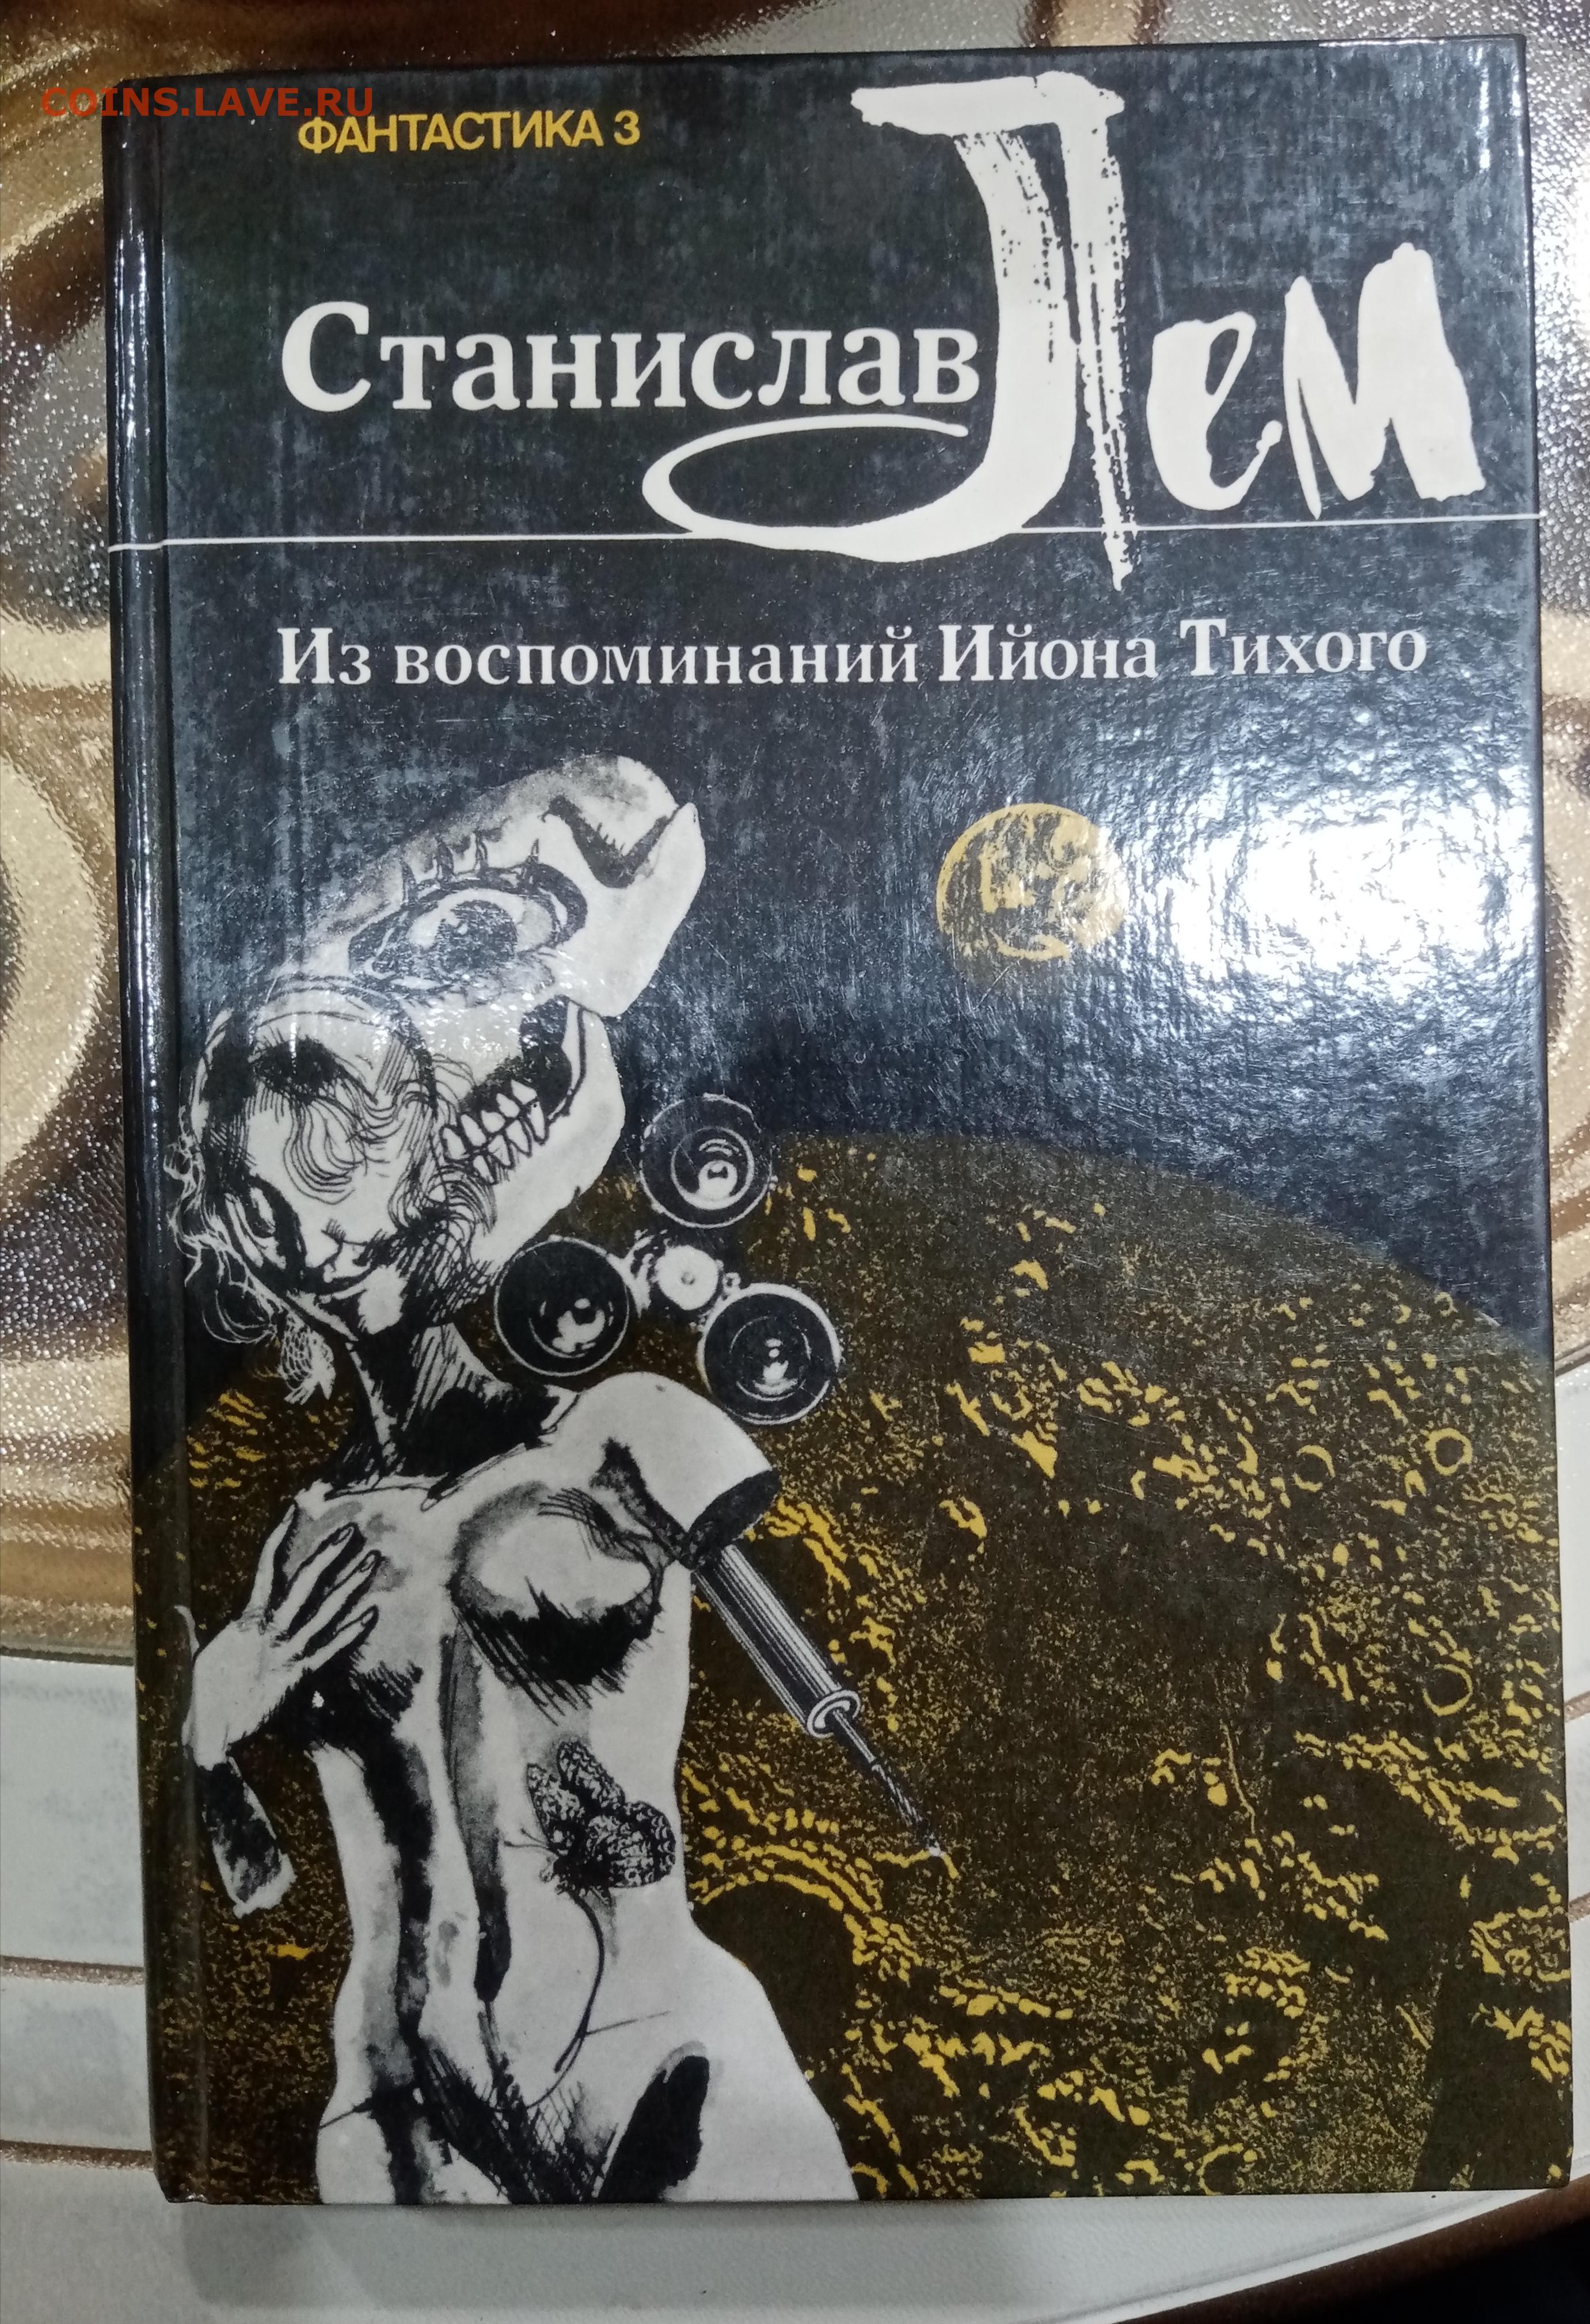 COINS.LAVE.RU
ФАНТАСТИКА 3
Станислав Лем
Из воспоминаний Ийона Тихого